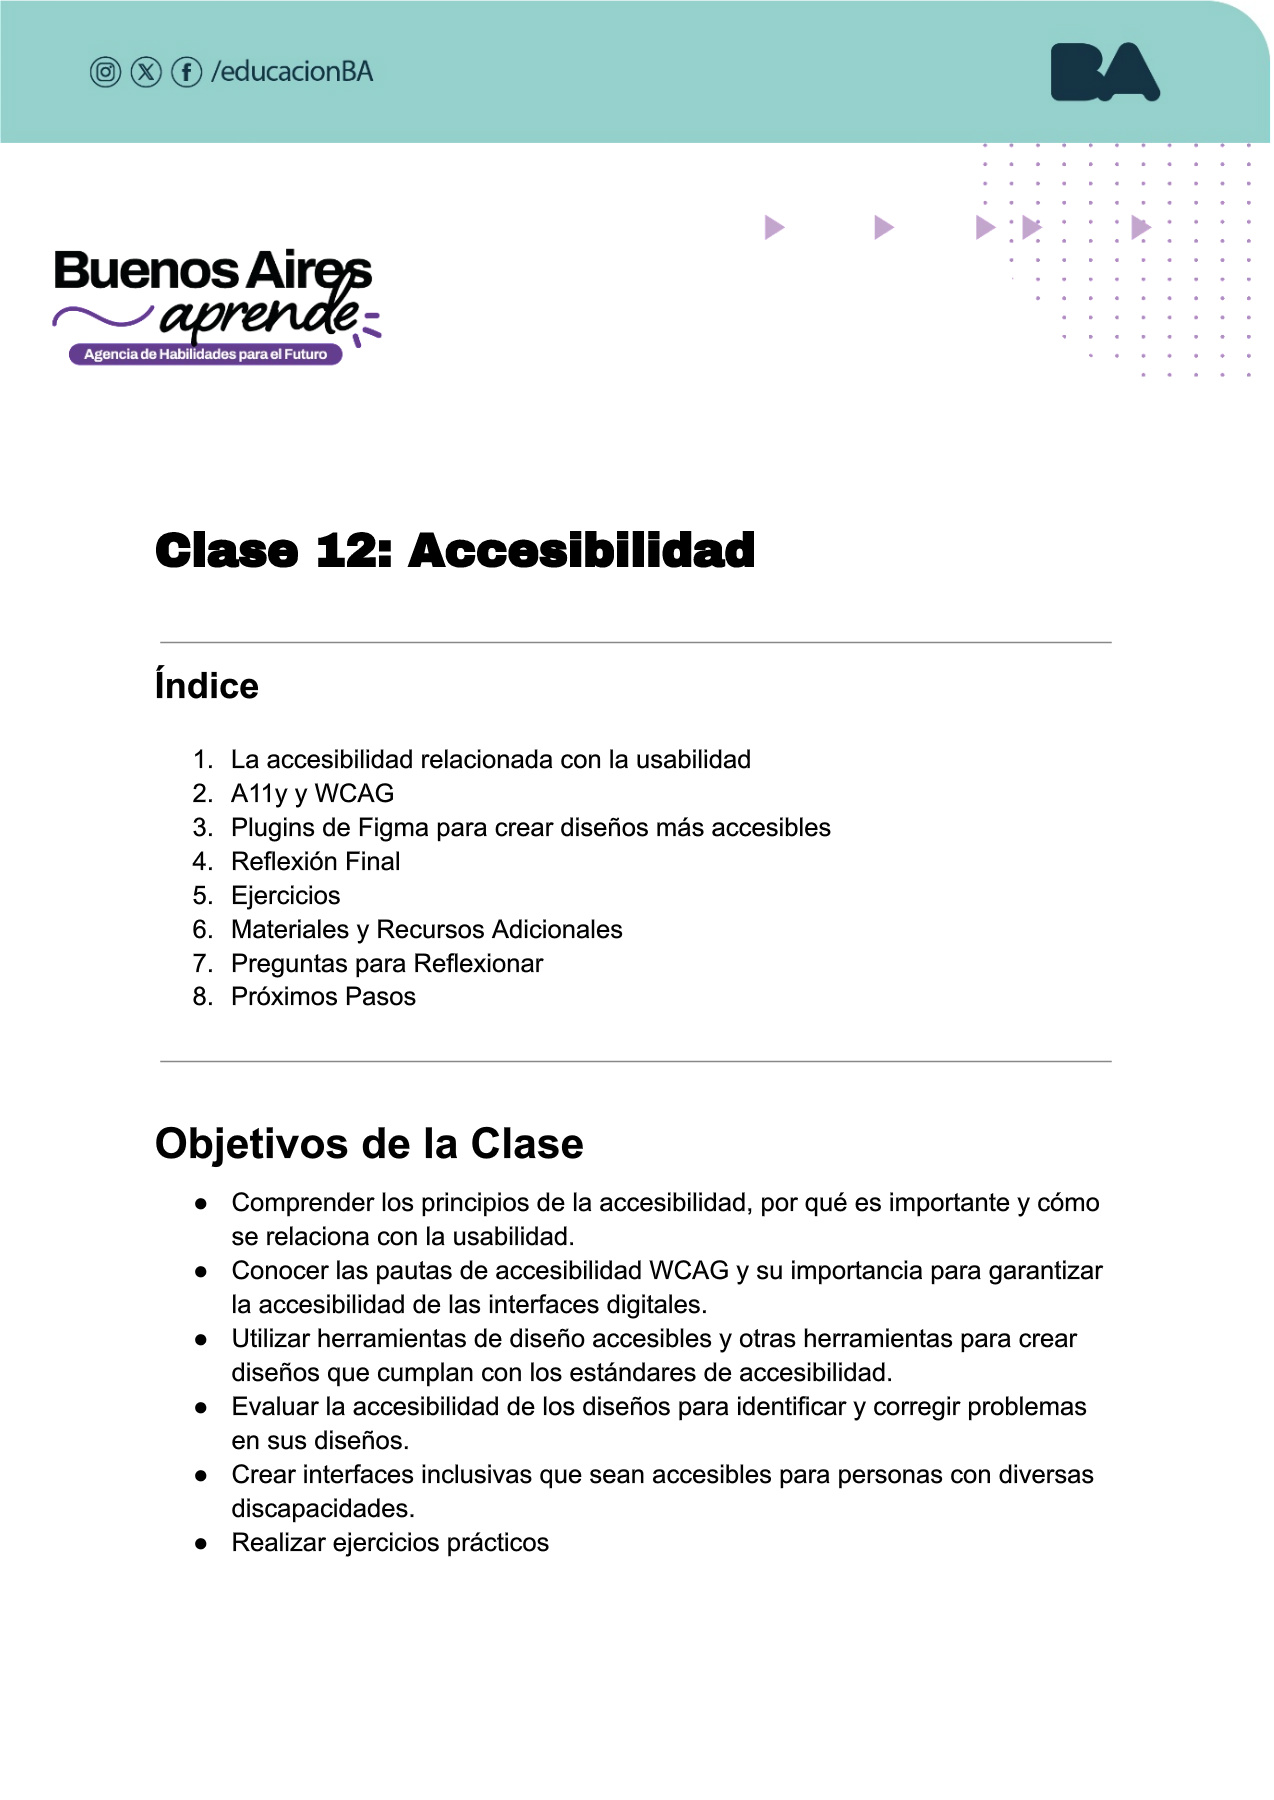 /educacionBA
BA
Buenos Aires
aprende
Agencia de Habilidades para el Futuro
Clase 12: Accesibilidad
Índice
1. La accesibilidad relacionada con la usabilidad
2. A11y y WCAG
3. Plugins de Figma para crear diseños más accesibles
4. Reflexión Final
5. Ejercicios
6. Materiales y Recursos Adicionales
7. Preguntas para Reflexionar
8. Próximos Pasos
Objetivos de la Clase
● Comprender los principios de la accesibilidad, por qué es importante y cómo
se relaciona con la usabilidad.
● Conocer las pautas de accesibilidad WCAG y su importancia para garantizar
la accesibilidad de las interfaces digitales.
● Utilizar herramientas de diseño accesibles y otras herramientas para crear
diseños que cumplan con los estándares de accesibilidad.
● Evaluar la accesibilidad de los diseños para identificar y corregir problemas
en sus diseños.
● Crear interfaces inclusivas que sean accesibles para personas con diversas
discapacidades.
● Realizar ejercicios prácticos